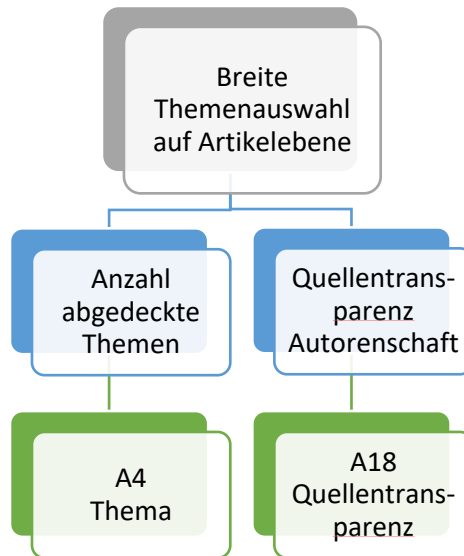 Breite
Themenauswahl
auf Artikelebene
Anzahl
abgedeckte
Themen
Quellentrans-
parenz
Autorenschaft
A4
Thema
A18
Quellentrans-
parenz